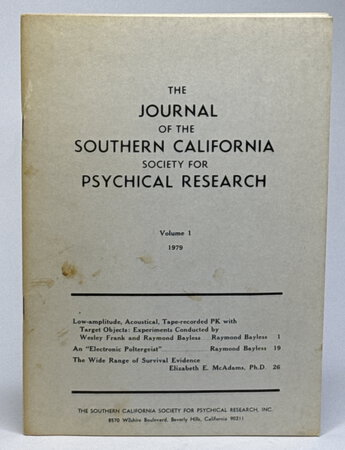 THE
JOURNAL
OF THE
SOUTHERN CALIFORNIA
SOCIETY FOR
PSYCHICAL RESEARCH
Volume 1
1979
Low-amplitude, Acoustical, Tape-recorded PK with
Target Objects: Experiments Conducted by
Wesley Frank and Raymond Bayless Raymond Bayless 1
An "Electronic Poltergeist" Raymond Bayless 19
The Wide Range of Survival Evidence
Elizabeth E. McAdams, Ph.D. 26
THE SOUTHERN CALIFORNIA SOCIETY FOR PSYCHICAL RESEARCH, INC.
8570 Wilshire Boulevard, Beverly Hills, California 90211